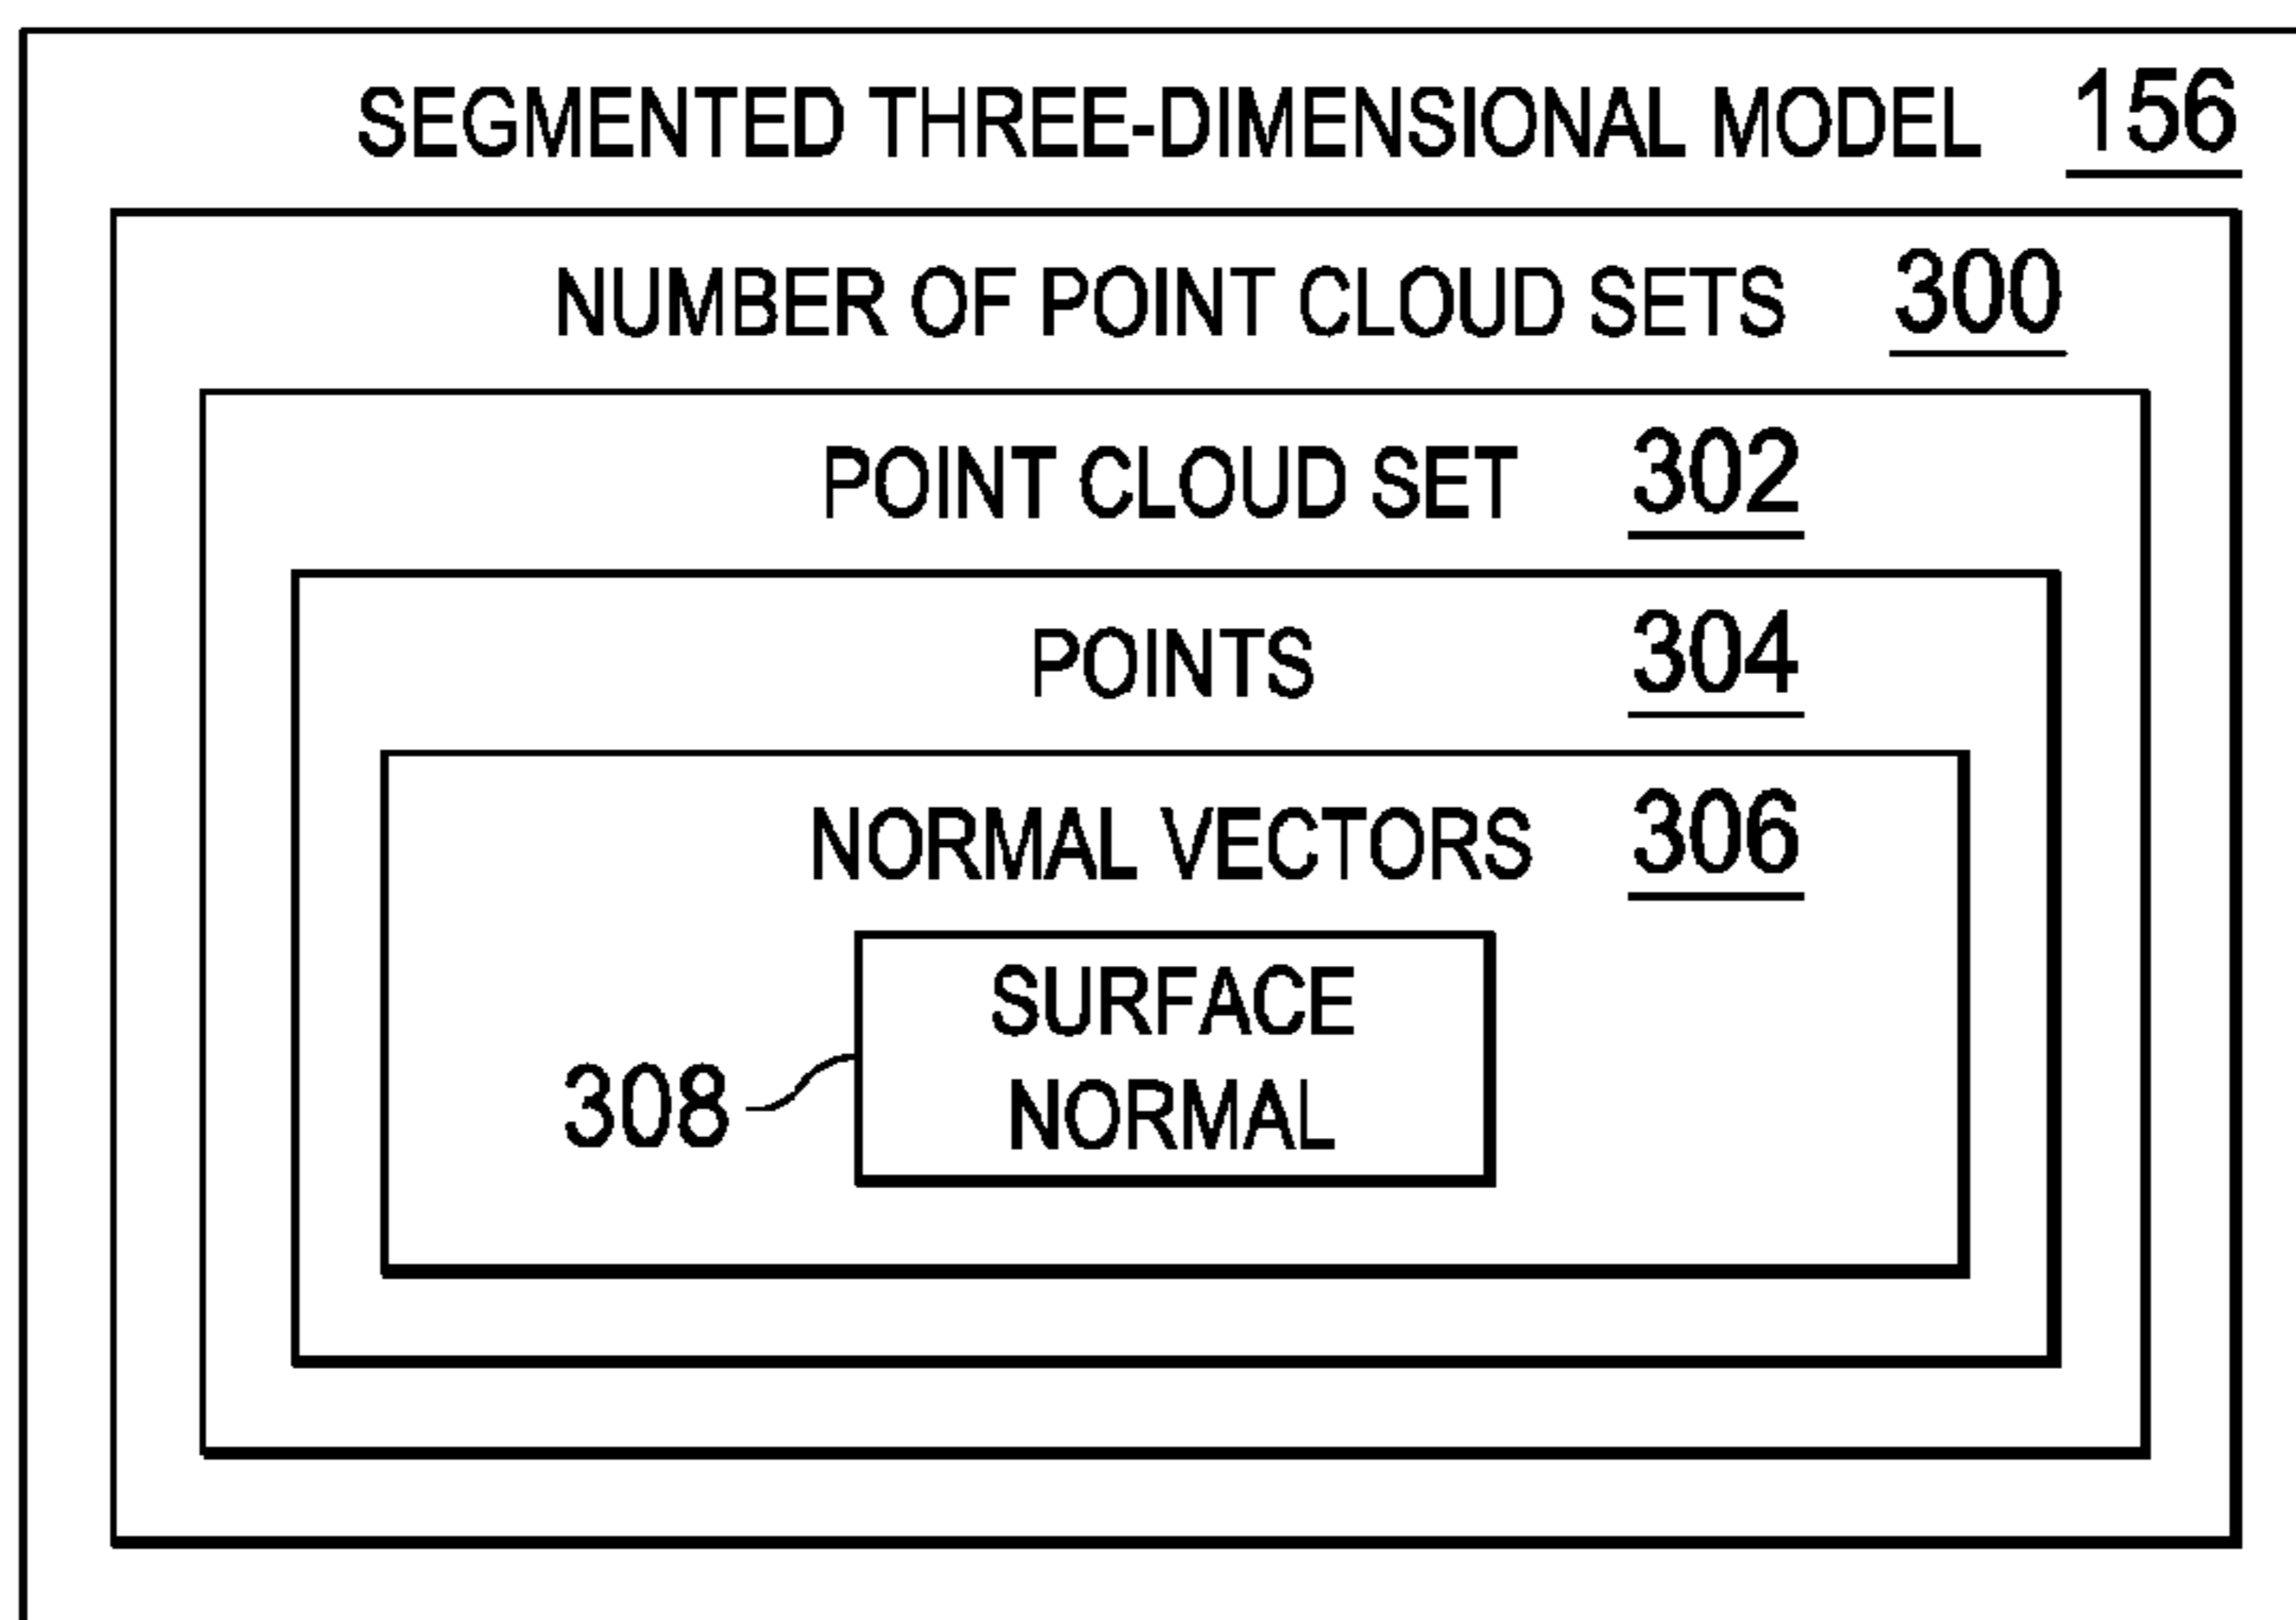 SEGMENTED THREE-DIMENSIONAL MODEL 156
NUMBER OF POINT CLOUD SETS 300
POINT CLOUD SET 302
POINTS 304
NORMAL VECTORS 306
SURFACE
308 NORMAL